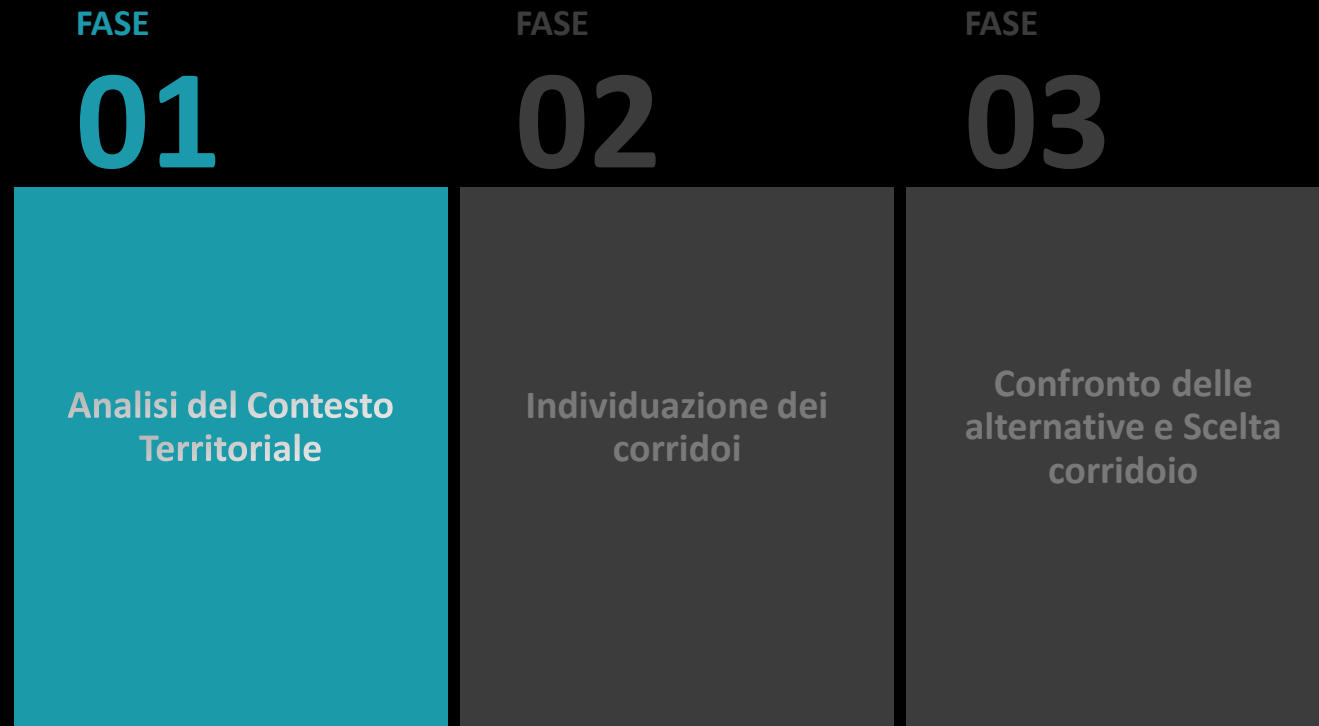 FASE
01
Analisi del Contesto
Territoriale
FASE
02
Individuazione dei
corridoi
FASE
03
Confronto delle
alternative e Scelta
corridoio